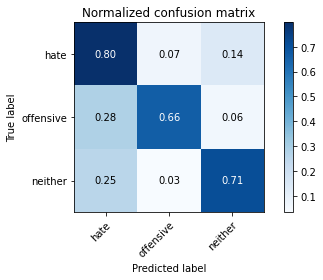 Normalized confusion matrix
True label
hate
0.80 0.07 0.14
offensive
0.28 0.66 0.06
neither
0.25 0.03 0.71
hate offensive neither
Predicted label
0.7
0.6
0.5
0.4
0.3
0.2
0.1